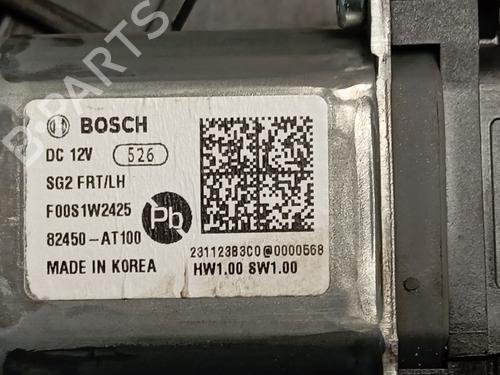 BOSCH
DC 12V 526
SG2 FRT/LH
F00S1W2425
82450-AT100
MADE IN KOREA
Pb
231123B3C0@0000568
HW1.00 SW1.00
B-PARTS